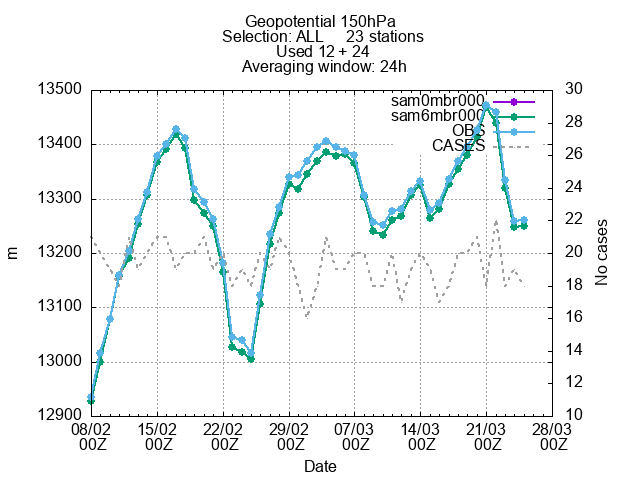 Geopotential 150hPa
Selection: ALL 23 stations
Used 12 + 24
Averaging window: 24h
sam0mbr000
sam6mbr000
OBS
CASES
13500
13400
13300
13200
13100
13000
12900
m
30
28
26
24
22
20
18
16
14
12
10
No cases
08/02 15/02 22/02 29/02 07/03 14/03 21/03 28/03
00Z 00Z 00Z 00Z 00Z 00Z 00Z 00Z
Date